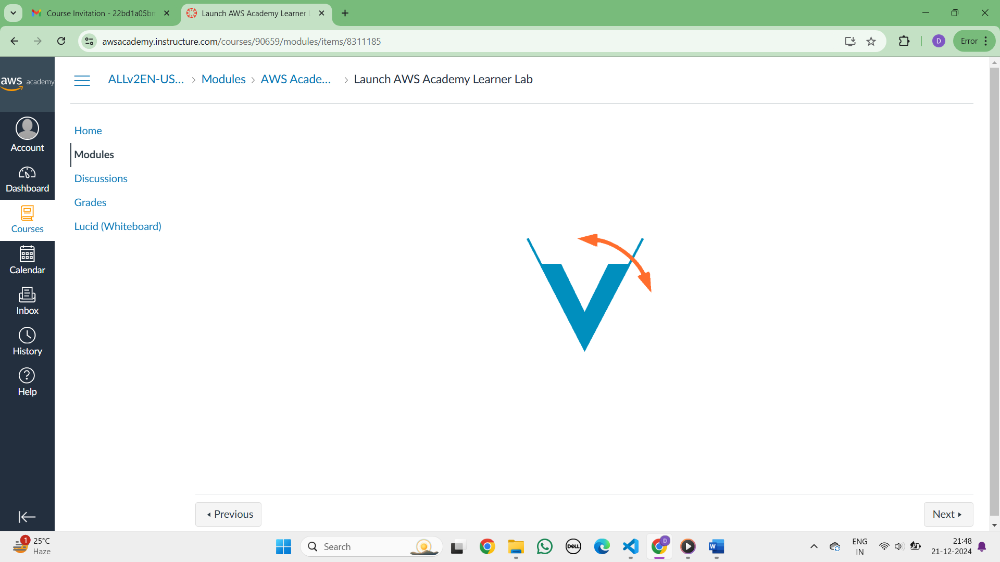 Course Invitation - 22bd1a05b
Launch AWS Academy Learner
awsacademy.instructure.com/courses/90659/modules/items/8311185
D
Error
aws academy
ALLv2EN-US... > Modules > AWS Acade... > Launch AWS Academy Learner Lab
Account
Dashboard
Courses
Calendar
Inbox
History
Help
Home
Modules
Discussions
Grades
Lucid (Whiteboard)
V
Previous
Next
1
25°C
Haze
Search
DELL
D
W
ENG
IN
21:48
21-12-2024